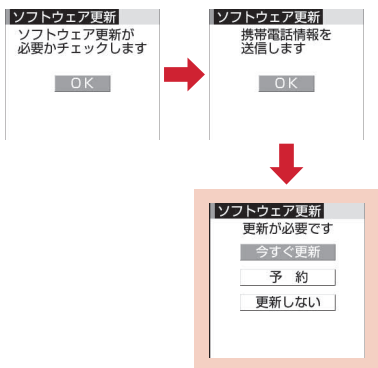 ソフトウェア更新
ソフトウェア更新が
必要かチェックします
OK
ソフトウェア更新
携帯電話情報を
送信します
OK
ソフトウェア更新
更新が必要です
今すぐ更新
予 約
更新しない